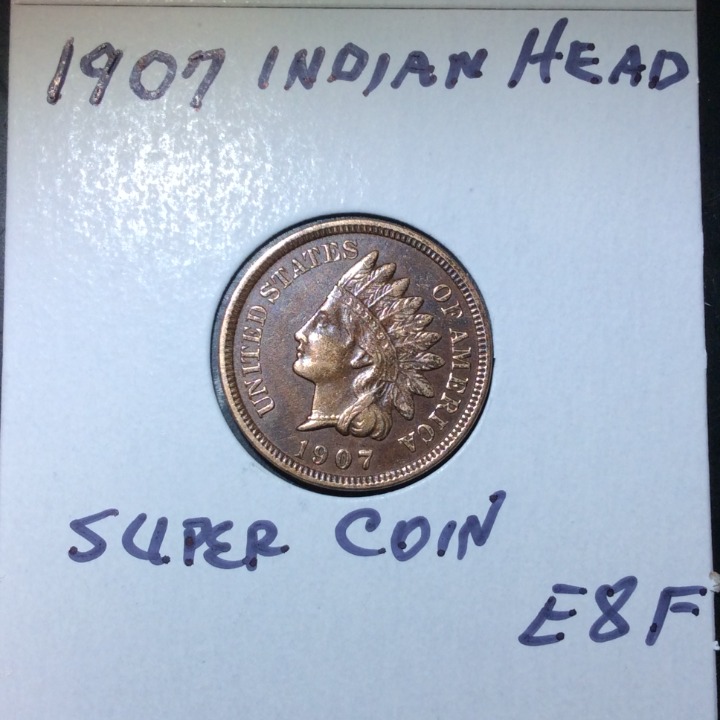 1907 INDIAN HEAD
UNITED STATES OF AMERICA
1907
SUPER COIN
E8F